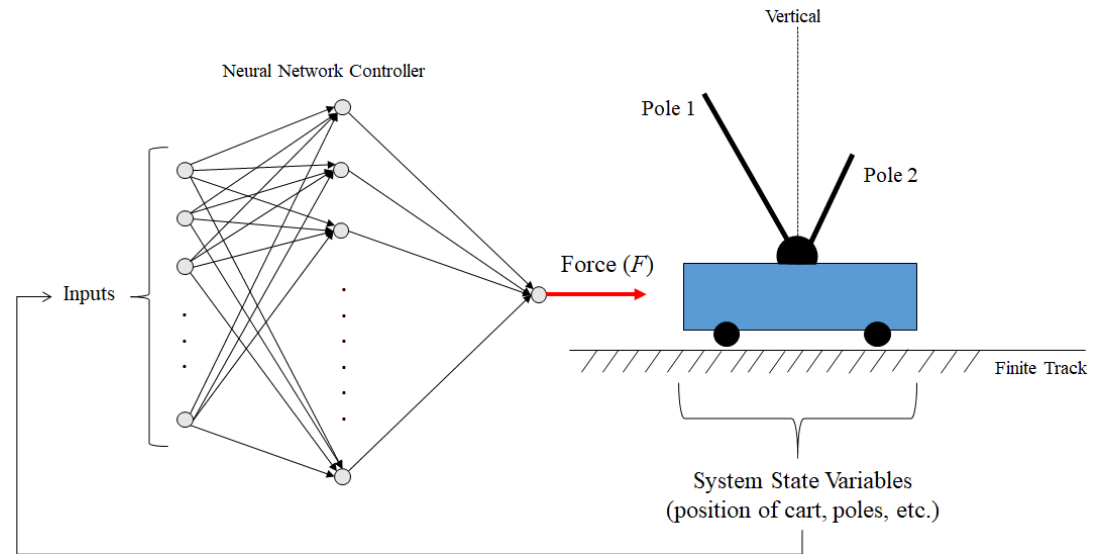 Vertical
Neural Network Controller
Pole 1
Pole 2
Force (F)
Inputs
Finite Track
System State Variables
(position of cart, poles, etc.)